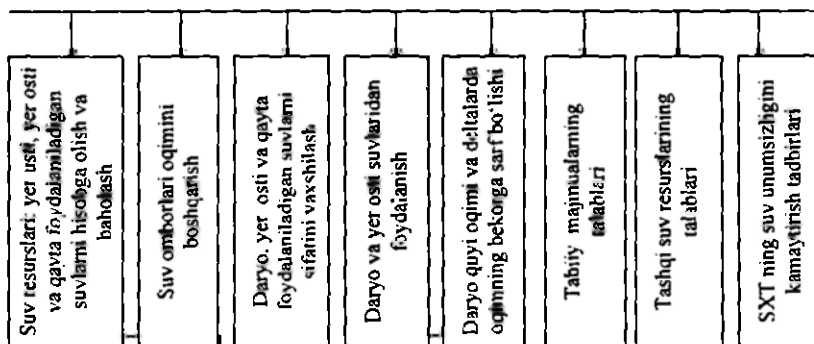 Suv resurslari: yer usti, yer osti
va qayta foydalaniladigan
suvlarni hisobga olish va
baholash
Suv omborlari oqimini
boshqarish
Daryo, yer osti va qayta
foydalaniladigan suvlarni
sifatini yaxshilash
Daryo va yer osti suvlaridan
foydalanish
Daryo quyi oqimi va deltalarda
oqimning bekorga sarf bo‘lishi
Tabiiy majmualarning
talablari
Tashqi suv resurslarining
talablari
SXT ning suv unumsizligini
kamaytirish tadbirlari